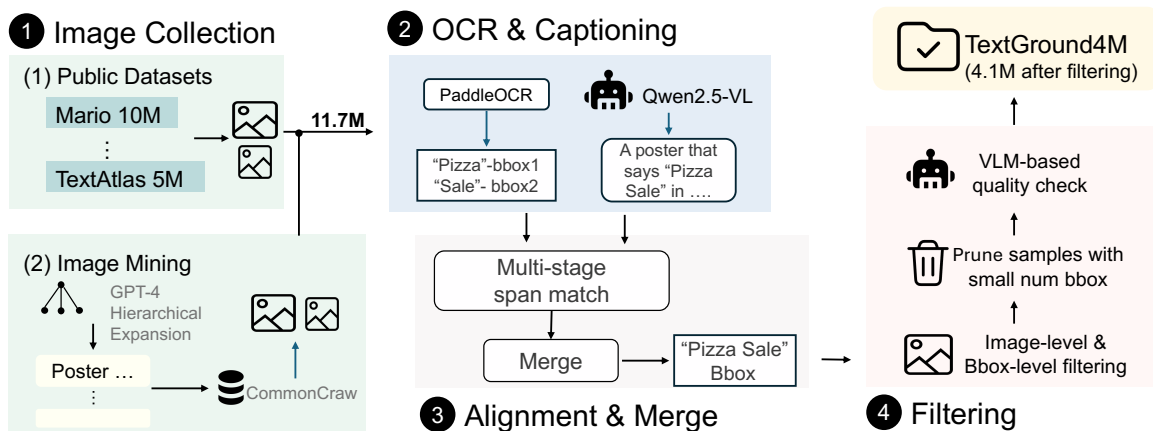 1 Image Collection
(1) Public Datasets
Mario 10M
⋮
TextAtlas 5M
11.7M
(2) Image Mining
GPT-4
Hierarchical
Expansion
Poster ...
⋮
CommonCraw
2 OCR & Captioning
PaddleOCR
Qwen2.5-VL
“Pizza”-bbox1
“Sale”- bbox2
A poster that
says “Pizza
Sale” in ....
Multi-stage
span match
Merge
“Pizza Sale”
Bbox
3 Alignment & Merge
TextGround4M
(4.1M after filtering)
VLM-based
quality check
Prune samples with
small num bbox
Image-level &
Bbox-level filtering
4 Filtering